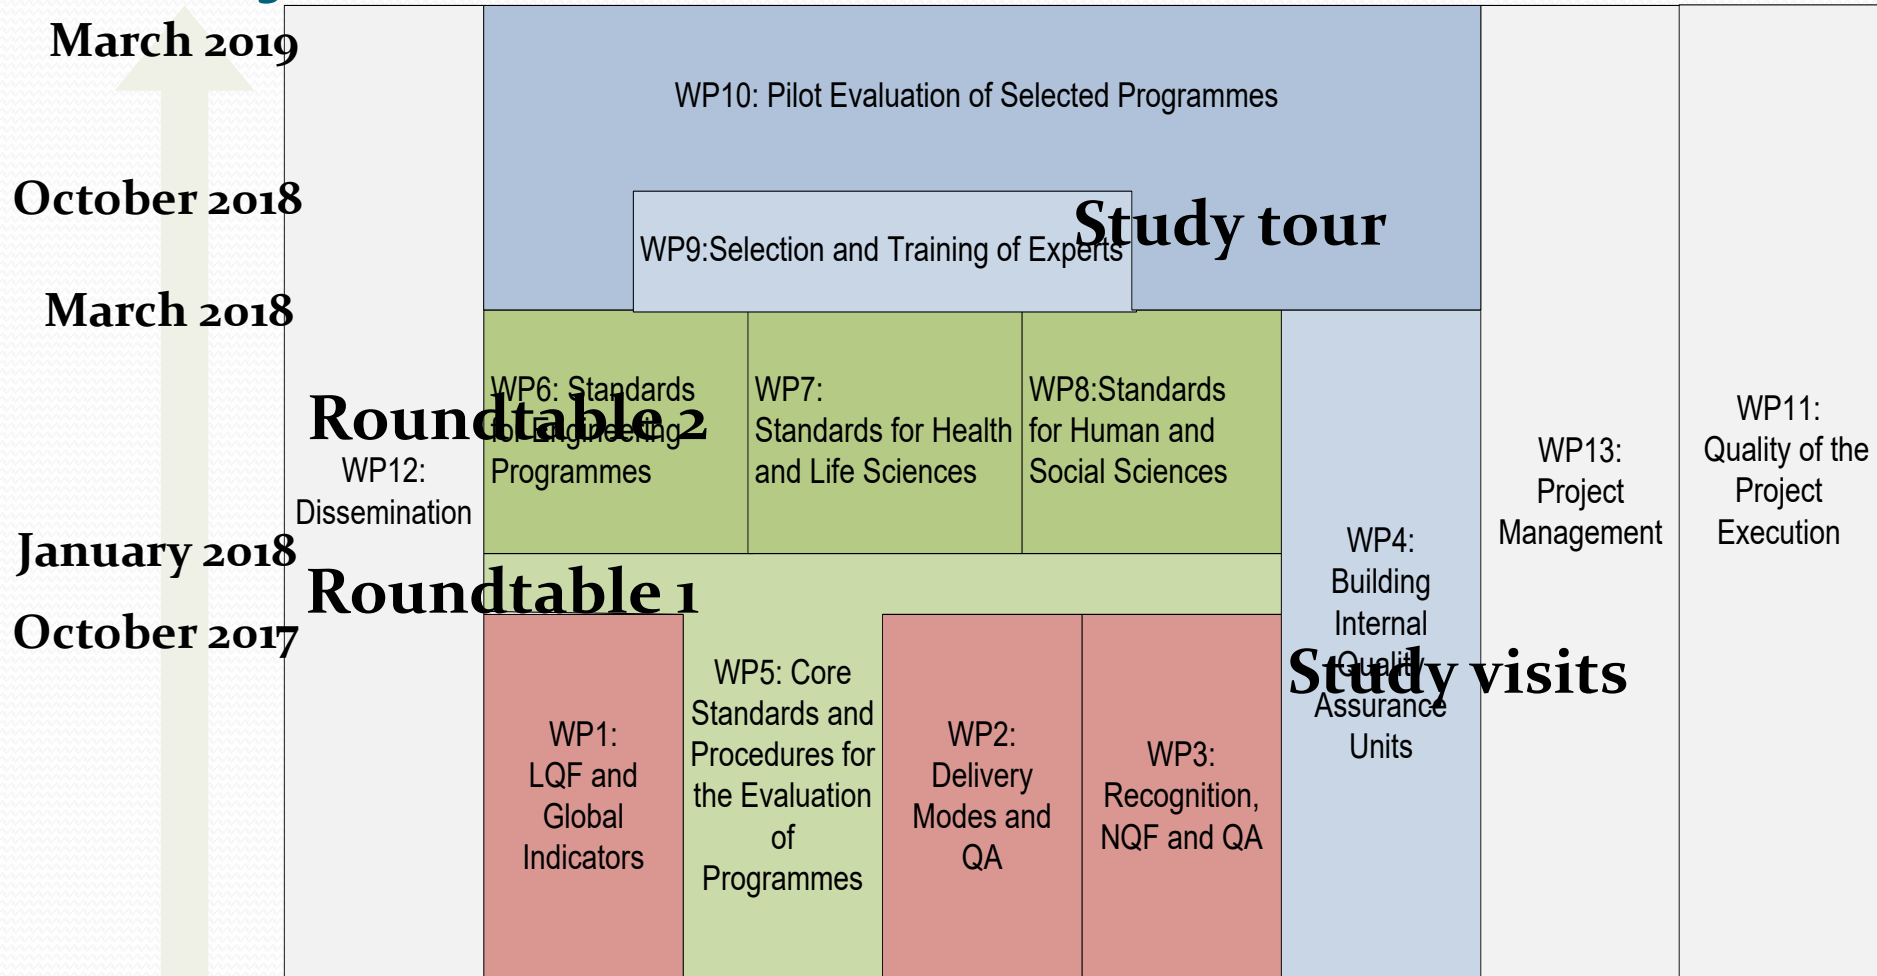 March 2019
October 2018
March 2018
January 2018
October 2017
WP10: Pilot Evaluation of Selected Programmes
WP9:Selection and Training of Experts
Study tour
WP6: Standards
for Engineering
Programmes
WP7:
Standards for Health
and Life Sciences
WP8:Standards
for Human and
Social Sciences
Roundtable 2
WP12:
Dissemination
Roundtable 1
WP1:
LQF and
Global
Indicators
WP5: Core
Standards and
Procedures for
the Evaluation
of
Programmes
WP2:
Delivery
Modes and
QA
WP3:
Recognition,
NQF and QA
WP4:
Building
Internal
Quality
Assurance
Units
Study visits
WP13:
Project
Management
WP11:
Quality of the
Project
Execution